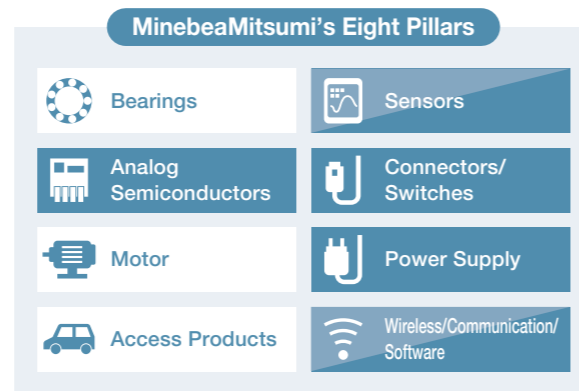 MinebeaMitsumi's Eight Pillars
Bearings
Sensors
Analog
Semiconductors
Connectors/
Switches
Motor
Power Supply
Access Products
Wireless/Communication/
Software